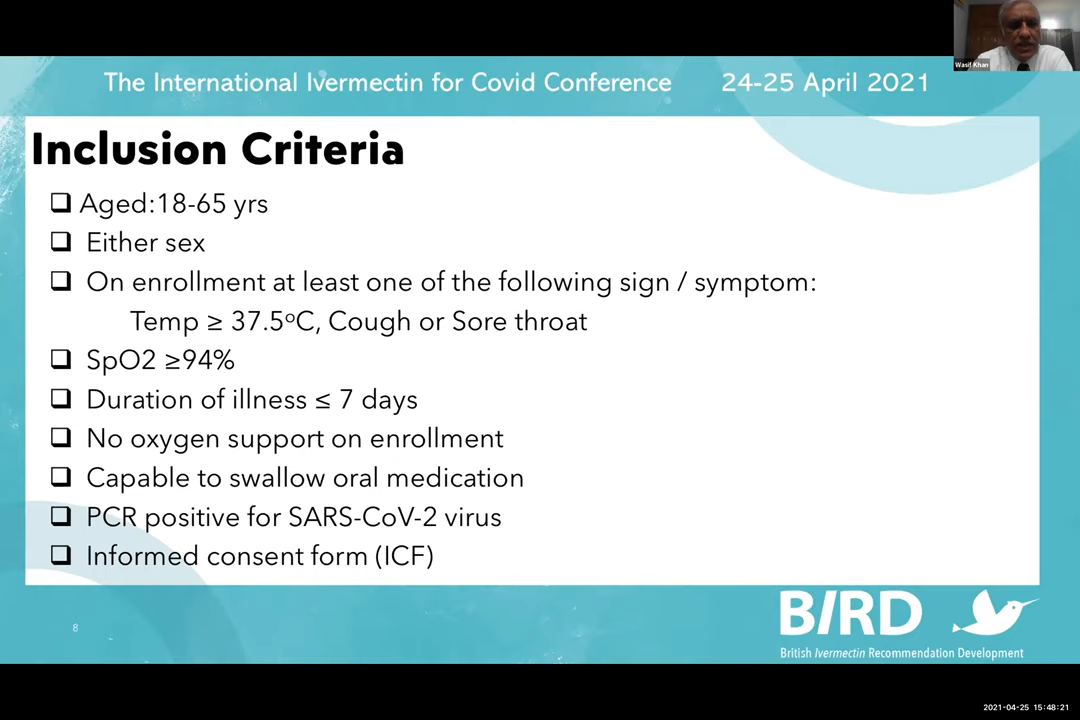 Wasif Khan
The International Ivermectin for Covid Conference 24-25 April 2021
Inclusion Criteria
❑ Aged:18-65 yrs
❑ Either sex
❑ On enrollment at least one of the following sign / symptom:
Temp ≥ 37.5ºC, Cough or Sore throat
❑ SpO2 ≥94%
❑ Duration of illness ≤ 7 days
❑ No oxygen support on enrollment
❑ Capable to swallow oral medication
❑ PCR positive for SARS-CoV-2 virus
❑ Informed consent form (ICF)
8
BIRD
British Ivermectin Recommendation Development
2021-04-25 15:48:21